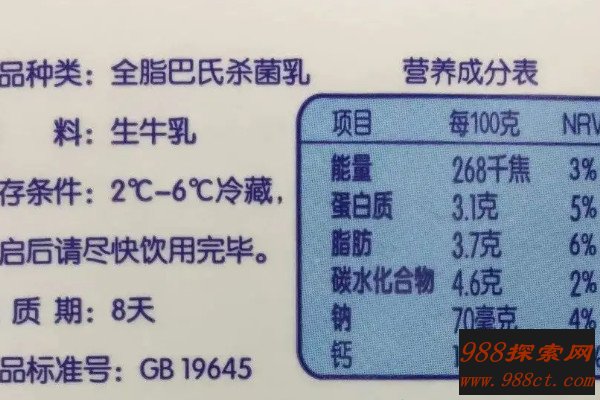 品种类：全脂巴氏杀菌乳
料：生牛乳
存条件：2℃-6℃冷藏，
启后请尽快饮用完毕。
质期：8天
品标准号：GB 19645
营养成分表
项目 每100克 NRV
能量 268千焦 3%
蛋白质 3.1克 5%
脂肪 3.7克 6%
碳水化合物 4.6克 2%
钠 70毫克 4%
钙
988探索网
www.988ct.com